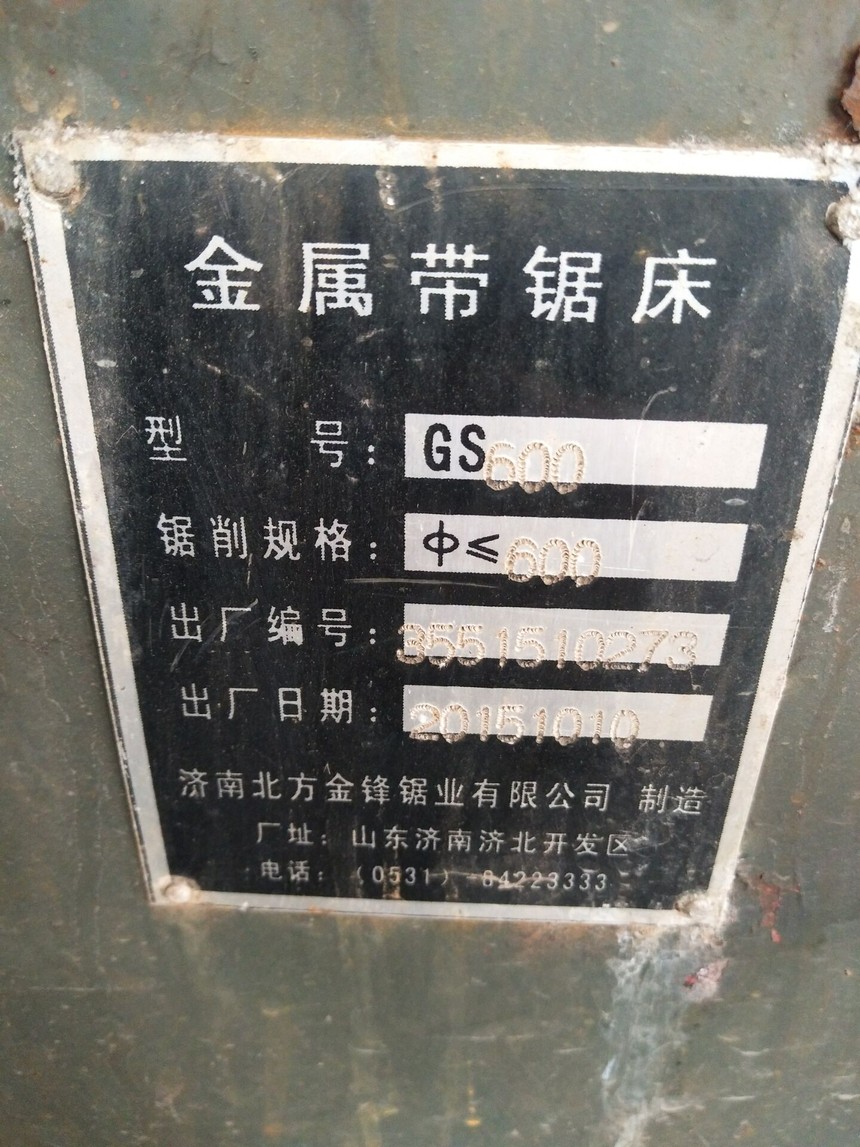 金属带锯床
型 号：GS600
锯削规格：Φ≤600
出厂编号：3551510273
出厂日期：20151010
济南北方金锋锯业有限公司 制造
厂址：山东济南济北开发区
电话：（0531）84223333